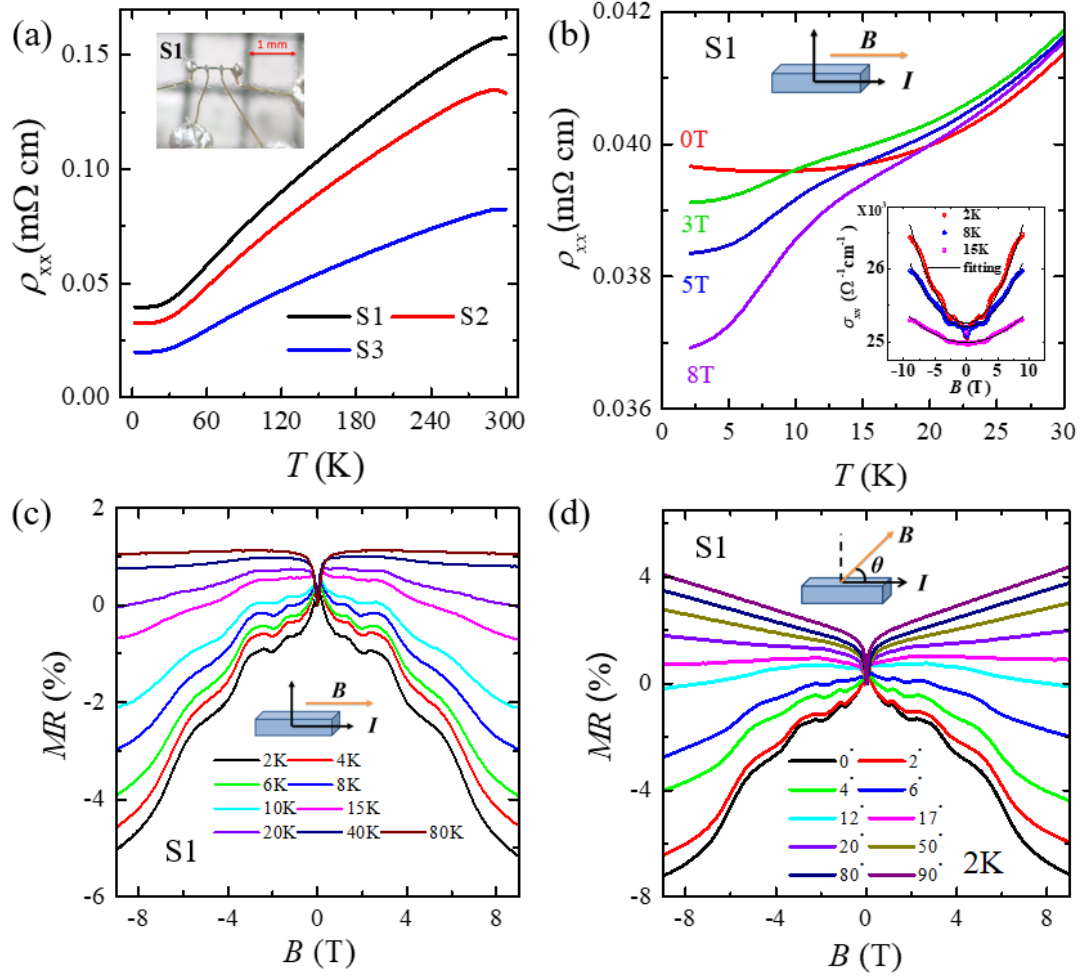 (a)
ρxx(mΩ cm)
0.15
0.10
0.05
0.00
S1
1 mm
S1 S2
S3
0 60 120 180 240 300
T (K)
(b)
ρxx(mΩ cm)
0.042
0.040
0.038
0.036
S1
B
I
0T
3T
5T
8T
X10³
26
25
σxx (Ω⁻¹cm⁻¹)
2K
8K
15K
fitting
-10 -5 0 5 10
B (T)
0 5 10 15 20 25 30
T (K)
(c)
MR (%)
2
0
-2
-4
-6
B
I
2K 4K
6K 8K
10K 15K
20K 40K 80K
S1
-8 -4 0 4 8
B (T)
(d)
MR (%)
4
0
-4
-8
S1
B
θ
I
0° 2°
4° 6°
12° 17°
20° 50°
80° 90°
2K
-8 -4 0 4 8
B (T)